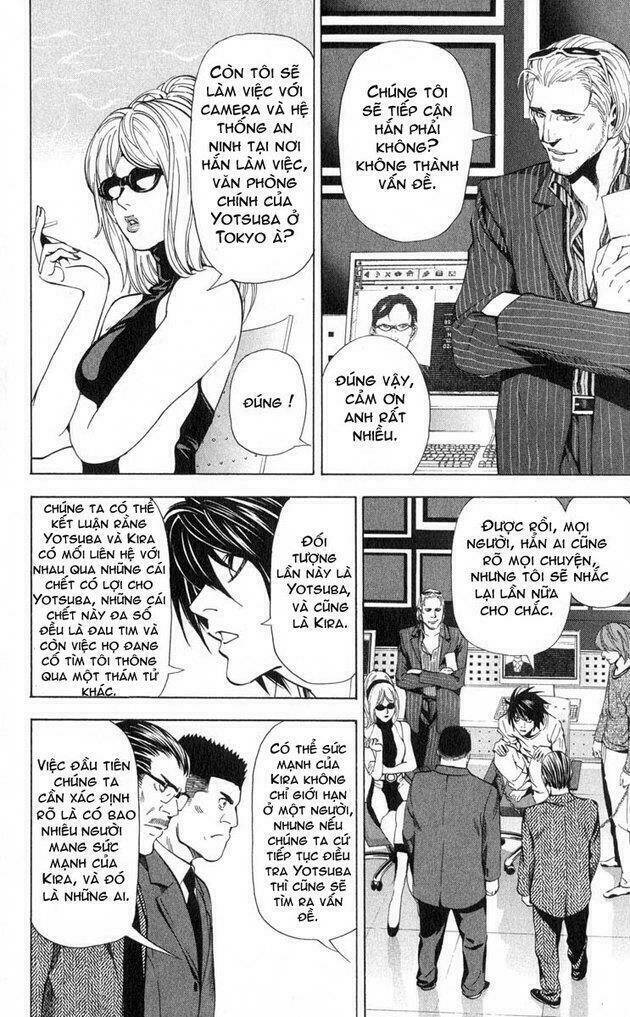 CHÚNG TÔI
SẼ TIẾP CẬN
HẮN PHẢI
KHÔNG?
KHÔNG THÀNH
VẤN ĐỀ.
ĐÚNG VẬY,
CẢM ƠN
ANH RẤT
NHIỀU.
CÒN TÔI SẼ
LÀM VIỆC VỚI
CAMERA VÀ HỆ
THỐNG AN
NINH TẠI NƠI
HẮN LÀM VIỆC,
VĂN PHÒNG
CHÍNH CỦA
YOTSUBA Ở
TOKYO À?
ĐÚNG !
ĐƯỢC RỒI, MỌI
NGƯỜI, HẲN AI CŨNG
RÕ MỌI CHUYỆN,
NHƯNG TÔI SẼ NHẮC
LẠI LẦN NỮA
CHO CHẮC.
ĐỐI
TƯỢNG
LẦN NÀY LÀ
YOTSUBA,
VÀ CŨNG
LÀ KIRA.
CHÚNG TA CÓ THỂ
KẾT LUẬN RẰNG
YOTSUBA VÀ KIRA
CÓ MỐI LIÊN HỆ VỚI
NHAU QUA NHỮNG CÁI
CHẾT CÓ LỢI CHO
YOTSUBA, NHỮNG CÁI
CHẾT NÀY ĐA SỐ
ĐỀU LÀ ĐAU TIM VÀ
CÒN VIỆC HỌ ĐANG
CỐ TÌM TÔI THÔNG
QUA MỘT THÁM TỬ
KHÁC.
CÓ THỂ SỨC
MẠNH CỦA
KIRA KHÔNG
CHỈ GIỚI HẠN
Ở MỘT NGƯỜI,
NHƯNG NẾU
CHÚNG TA CỨ
TIẾP TỤC ĐIỀU
TRA YOTSUBA
THÌ CŨNG SẼ
TÌM RA VẤN
ĐỀ.
VIỆC ĐẦU TIÊN
CHÚNG TA
CẦN XÁC ĐỊNH
RÕ LÀ CÓ BAO
NHIÊU NGƯỜI
MANG SỨC
MẠNH CỦA
KIRA, VÀ ĐÓ
LÀ NHỮNG AI.